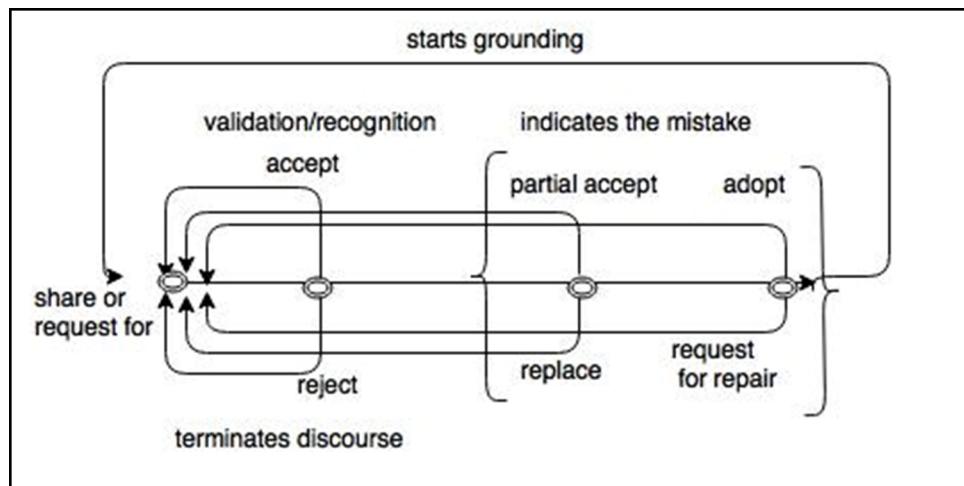 starts grounding
validation/recognition
indicates the mistake
accept
partial accept
adopt
share or
request for
reject
replace
request
for repair
terminates discourse